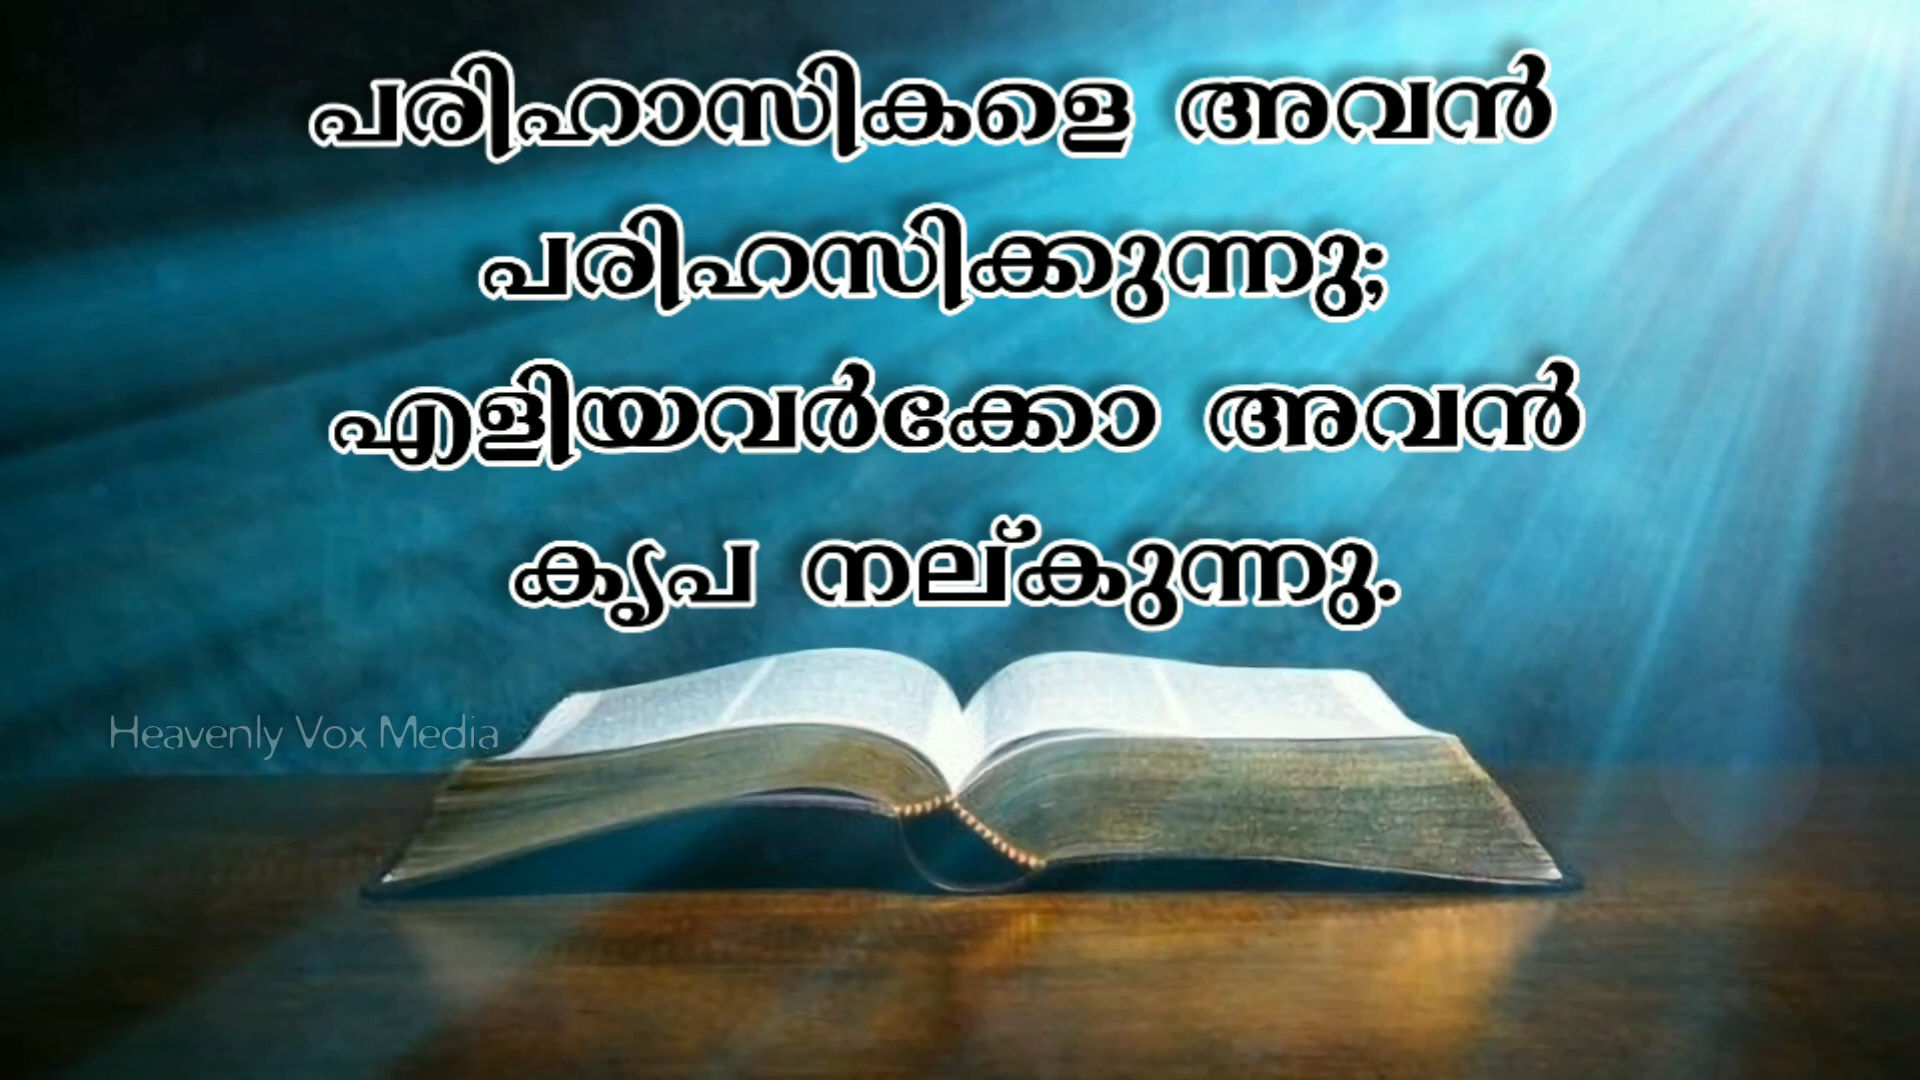 പരിഹാസികളെ അവൻ
പരിഹസിക്കുന്നു;
എളിയവർക്കോ അവൻ
കൃപ നല്കുന്നു.
Heavenly Vox Media